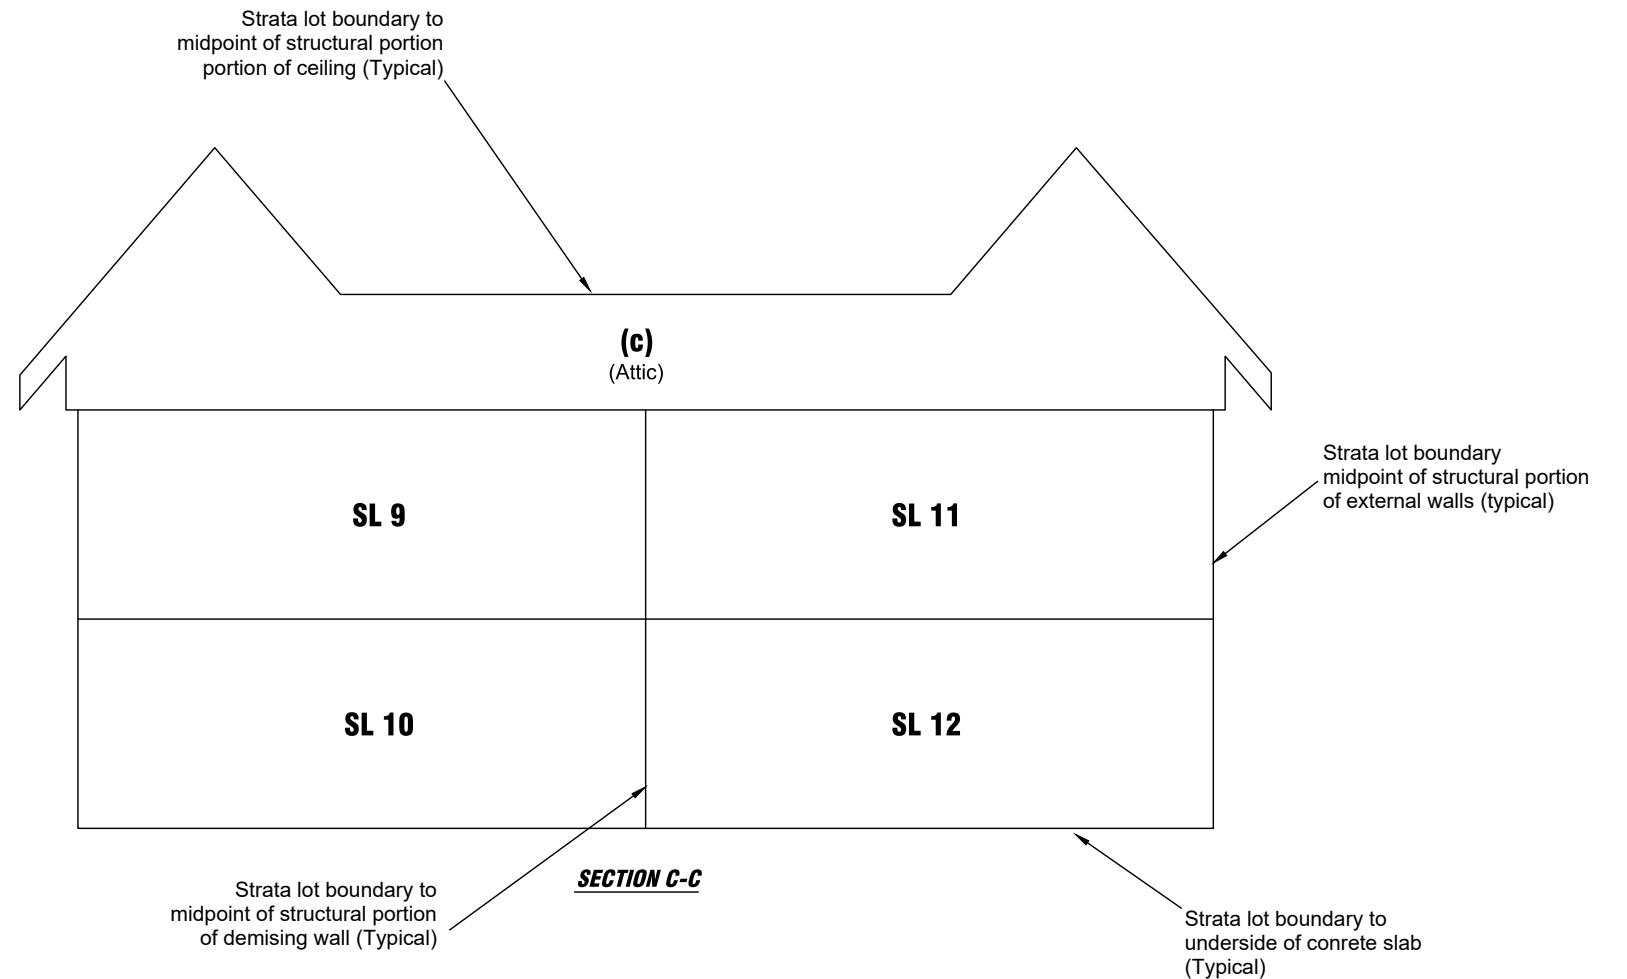 Strata lot boundary to
midpoint of structural portion
portion of ceiling (Typical)
(c)
(Attic)
Strata lot boundary
midpoint of structural portion
of external walls (typical)
SL 9
SL 11
SL 10
SL 12
SECTION C-C
Strata lot boundary to
midpoint of structural portion
of demising wall (Typical)
Strata lot boundary to
underside of conrete slab
(Typical)